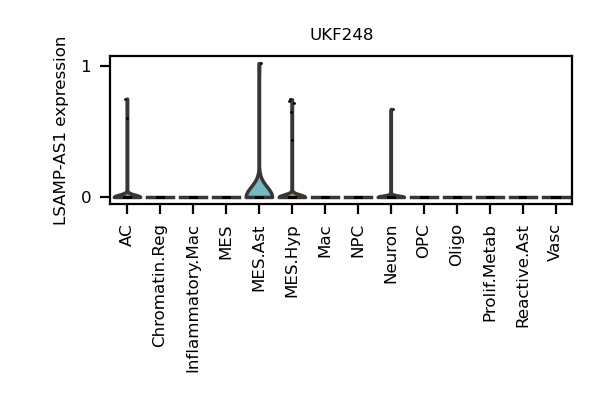 UKF248
LSAMP-AS1 expression
1
0
AC
Chromatin.Reg
Inflammatory.Mac
MES
MES.Ast
MES.Hyp
Mac
NPC
Neuron
OPC
Oligo
Prolif.Metab
Reactive.Ast
Vasc